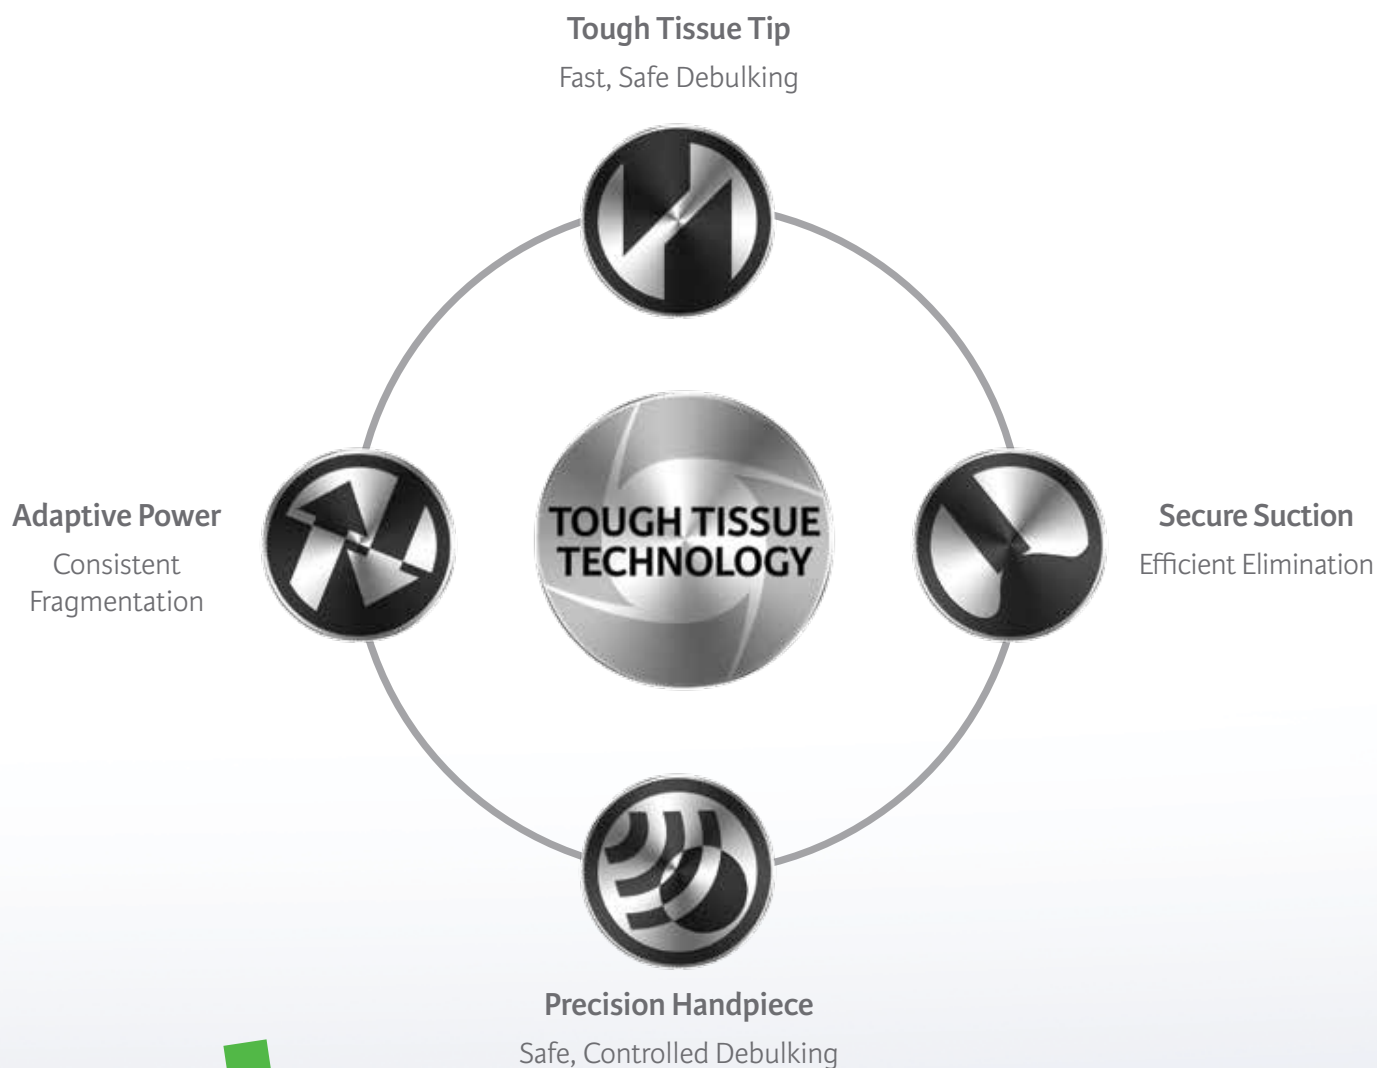 Tough Tissue Tip
Fast, Safe Debulking
Adaptive Power
Consistent
Fragmentation
TOUGH TISSUE
TECHNOLOGY
Secure Suction
Efficient Elimination
Precision Handpiece
Safe, Controlled Debulking